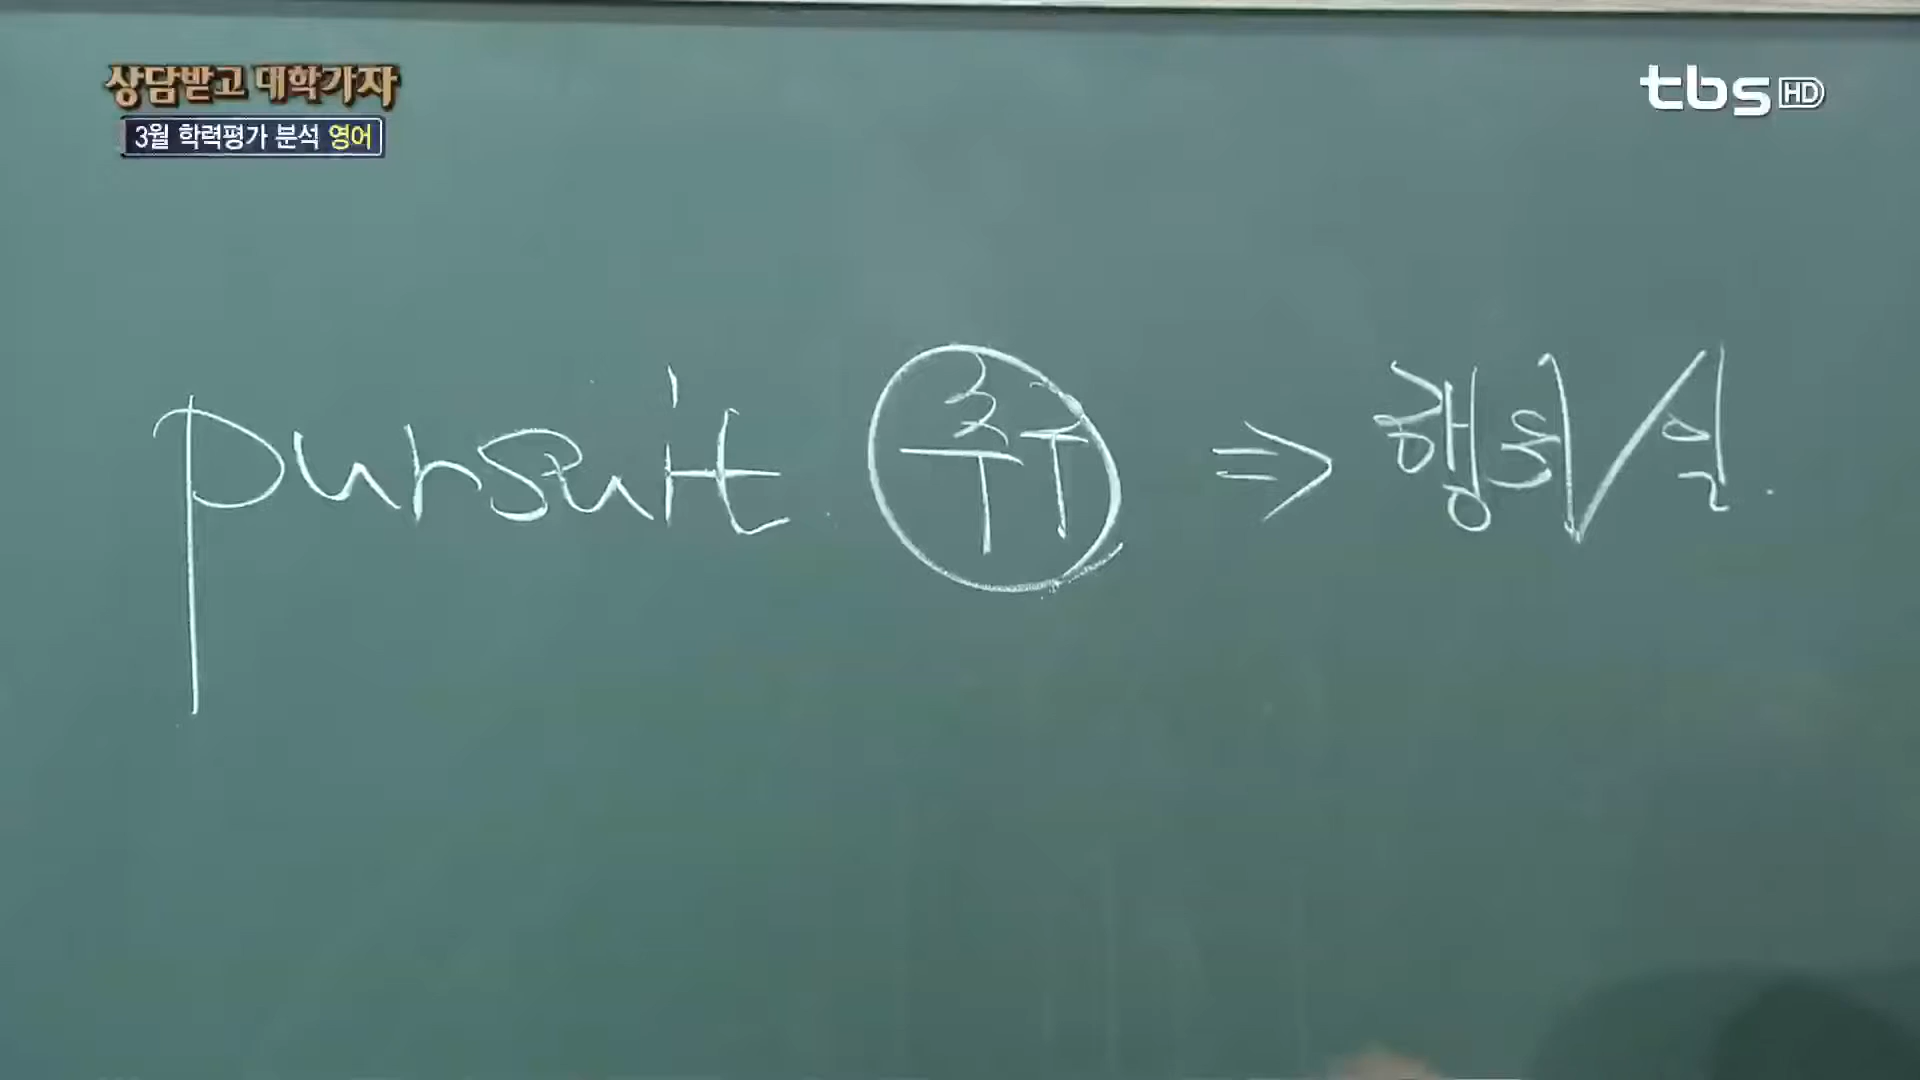 상담받고 대학가자
3월 학력평가 분석 영어
tbs HD
pursuit 추구 ⇒ 행위/일.